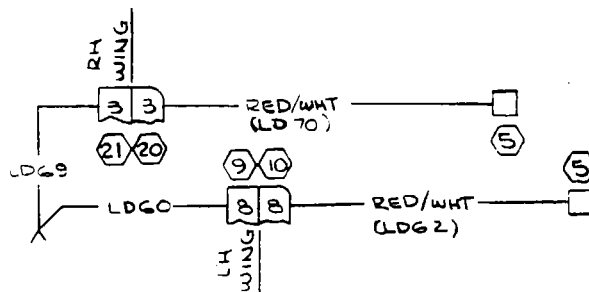 RH WING
3 3
RED/WHT
(LD70)
21 20
5
LD69
9 10
5
LD60
8 8
RED/WHT
(LD62)
LH WING